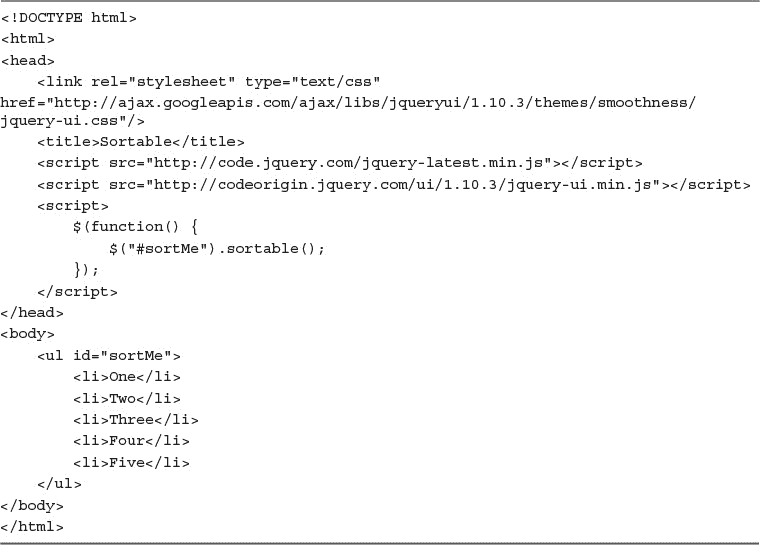 <!DOCTYPE html>
<html>
<head>
    <link rel="stylesheet" type="text/css"
href="http://ajax.googleapis.com/ajax/libs/jqueryui/1.10.3/themes/smoothness/
jquery-ui.css"/>
    <title>Sortable</title>
    <script src="http://code.jquery.com/jquery-latest.min.js"></script>
    <script src="http://codeorigin.jquery.com/ui/1.10.3/jquery-ui.min.js"></script>
    <script>
        $(function() {
            $("#sortMe").sortable();
        });
    </script>
</head>
<body>
    <ul id="sortMe">
        <li>One</li>
        <li>Two</li>
        <li>Three</li>
        <li>Four</li>
        <li>Five</li>
    </ul>
</body>
</html>